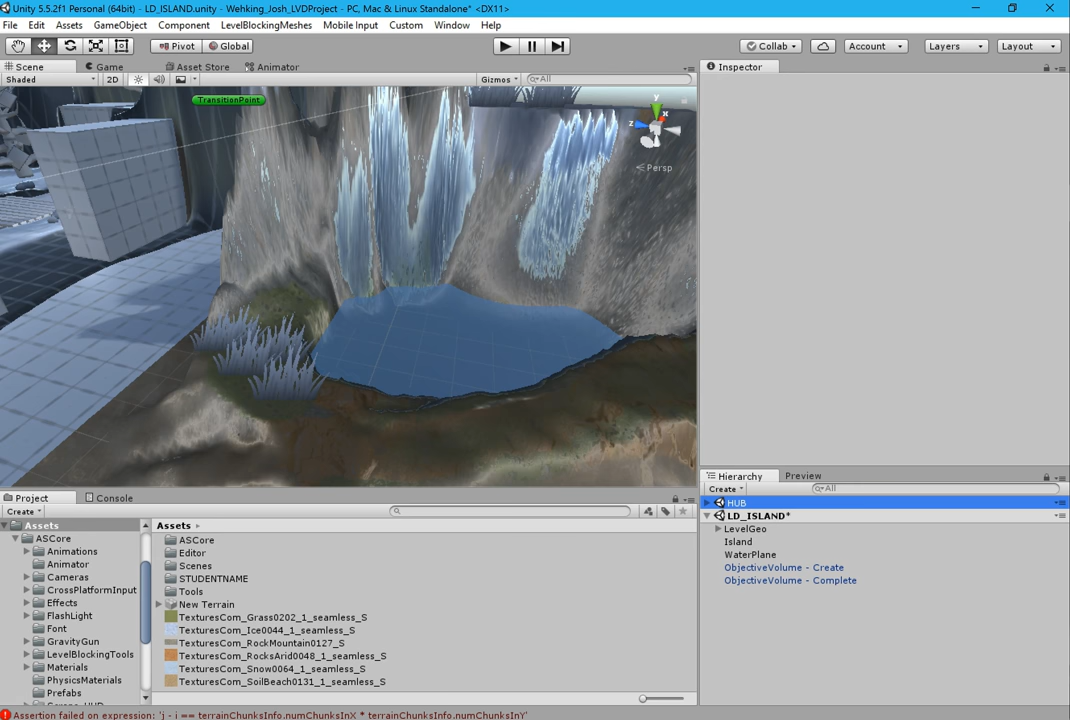 Unity 5.5.2f1 Personal (64bit) - LD_ISLAND.unity - Wehking_Josh_LVDProject - PC, Mac & Linux Standalone* <DX11>
File Edit Assets GameObject Component LevelBlockingMeshes Mobile Input Custom Window Help
Pivot Global Collab Account Layers Layout
Scene Game Asset Store Animator
Shaded 2D Gizmos All
TransitionPoint
y
x
z
Persp
Inspector
Hierarchy Preview
Create All
HUB
LD_ISLAND*
LevelGeo
Island
WaterPlane
ObjectiveVolume - Create
ObjectiveVolume - Complete
Project Console
Create
Assets
ASCore
Animations
Animator
Cameras
CrossPlatformInput
Effects
FlashLight
Font
GravityGun
LevelBlockingTools
Materials
PhysicsMaterials
Prefabs
Assets
ASCore
Editor
Scenes
STUDENTNAME
Tools
New Terrain
TexturesCom_Grass0202_1_seamless_S
TexturesCom_Ice0044_1_seamless_S
TexturesCom_RockMountain0127_S
TexturesCom_RocksArid0048_1_seamless_S
TexturesCom_Snow0064_1_seamless_S
TexturesCom_SoilBeach0131_1_seamless_S
Assertion failed on expression: 'j - i == terrainChunksInfo.numChunksInX * terrainChunksInfo.numChunksInY'